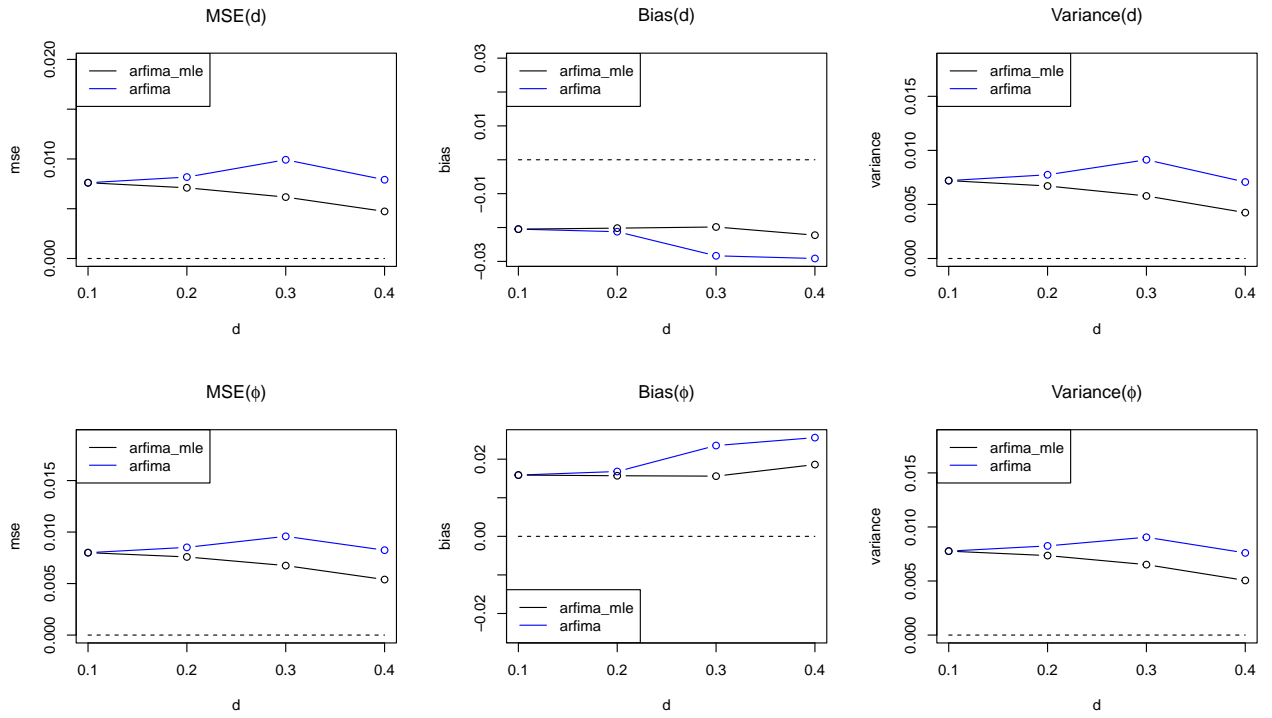 MSE(d)
mse
0.000
0.010
0.020
arfima_mle
arfima
0.1
0.2
0.3
0.4
d
Bias(d)
bias
−0.03
−0.01
0.01
0.03
arfima_mle
arfima
0.1
0.2
0.3
0.4
d
Variance(d)
variance
0.000
0.005
0.010
0.015
arfima_mle
arfima
0.1
0.2
0.3
0.4
d
MSE(ϕ)
mse
0.000
0.005
0.010
0.015
arfima_mle
arfima
0.1
0.2
0.3
0.4
d
Bias(ϕ)
bias
−0.02
0.00
0.02
arfima_mle
arfima
0.1
0.2
0.3
0.4
d
Variance(ϕ)
variance
0.000
0.005
0.010
0.015
arfima_mle
arfima
0.1
0.2
0.3
0.4
d